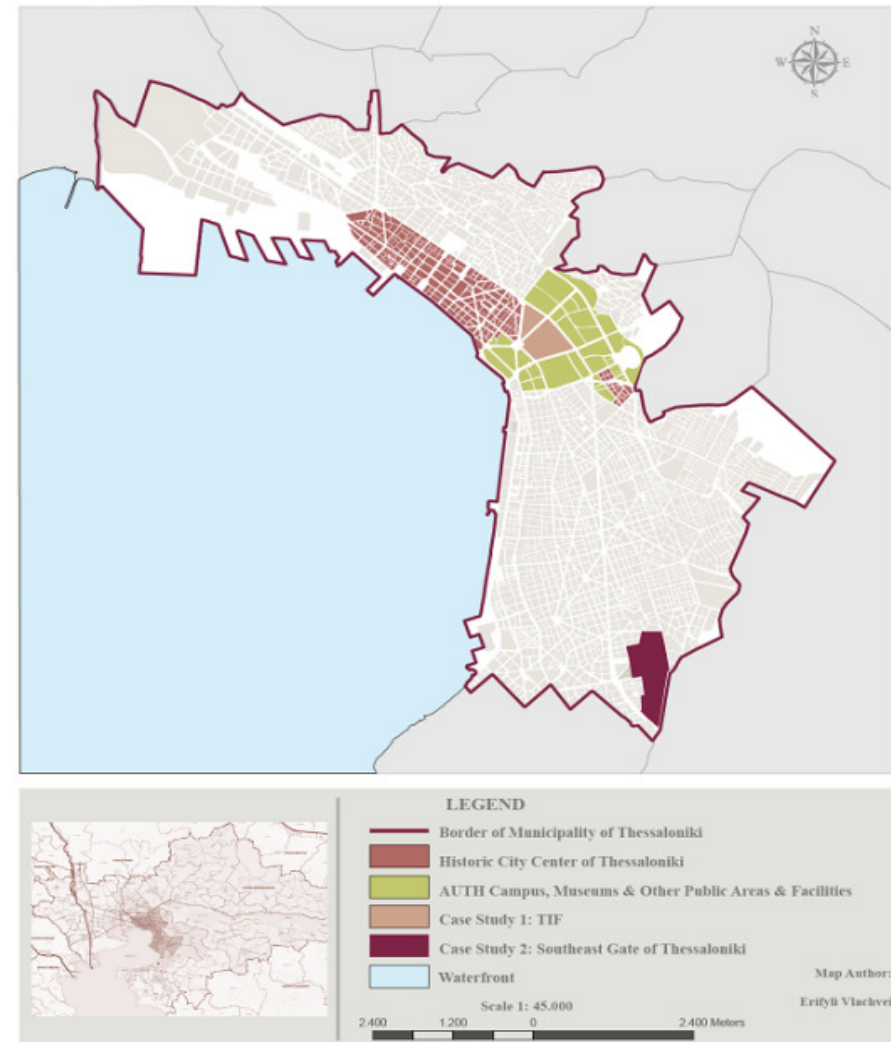 N
W E
S
LEGEND
Border of Municipality of Thessaloniki
Historic City Center of Thessaloniki
AUTH Campus, Museums & Other Public Areas & Facilities
Case Study 1: TIF
Case Study 2: Southeast Gate of Thessaloniki
Waterfront
Map Author:
Scale 1: 45.000
Erifyli Vlachvei
2.400 1.200 0 2.400 Meters